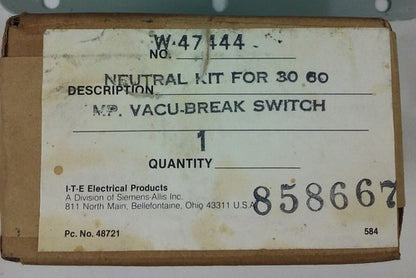 W-47444
NO.
NEUTRAL KIT FOR 30 60
DESCRIPTION
MP. VACU-BREAK SWITCH
1
QUANTITY
I-T-E Electrical Products
A Division of Siemens-Allis Inc.
811 North Main, Bellefontaine, Ohio 43311 U.S.A.
858667
Pc. No. 48721
584